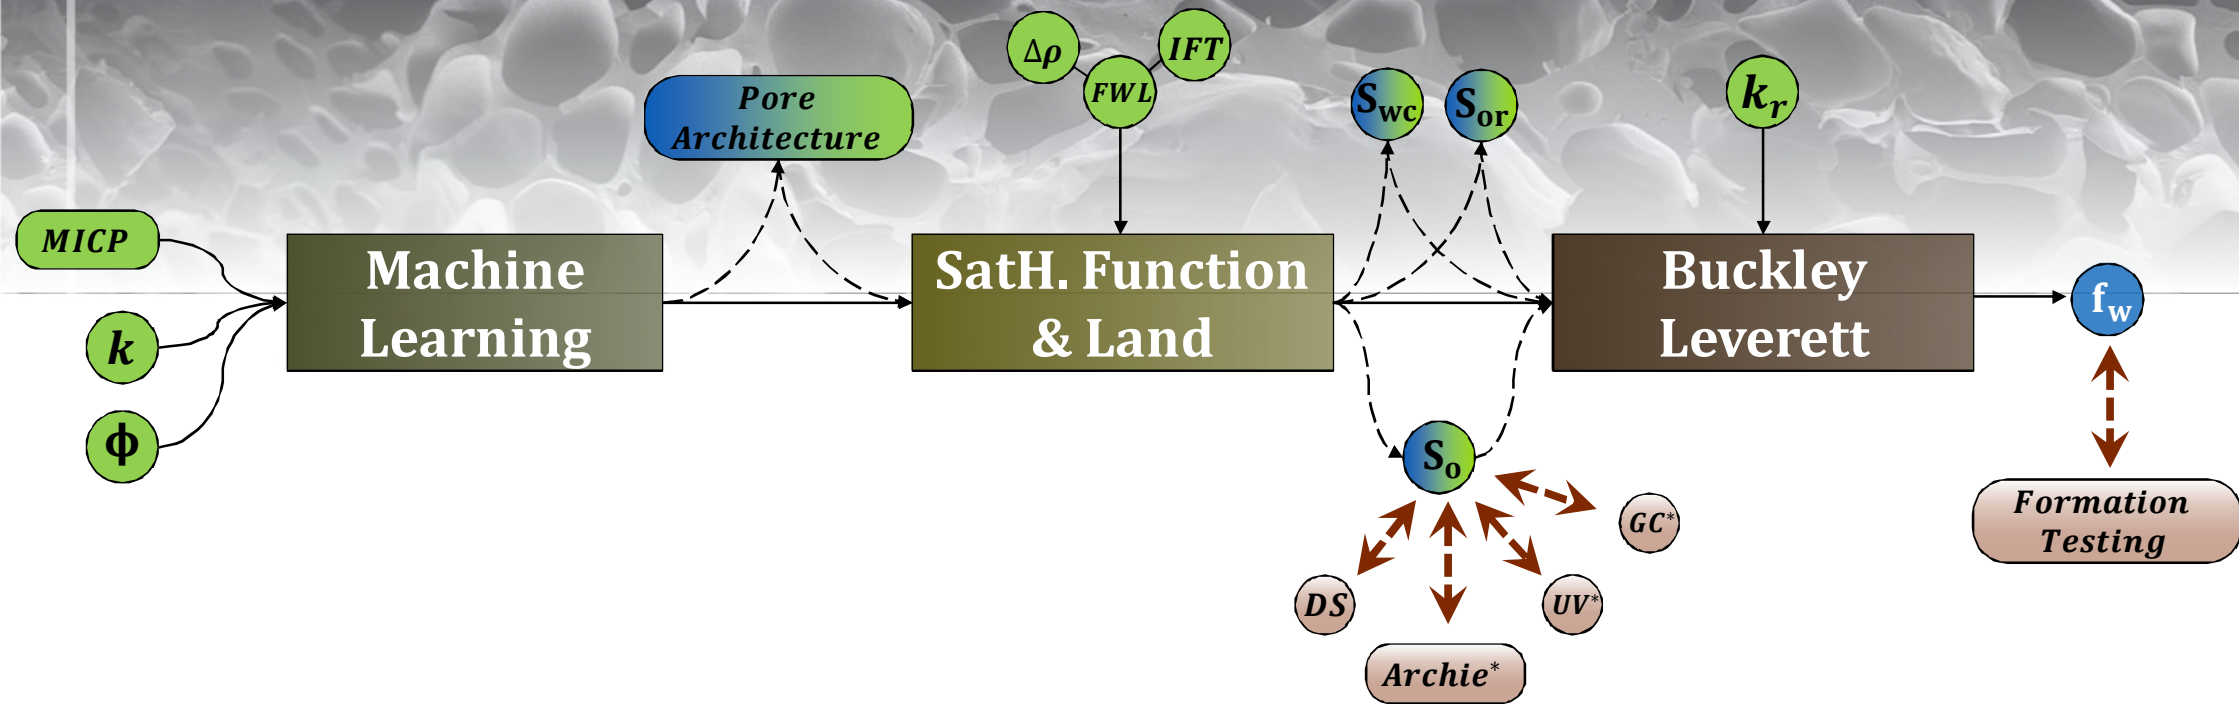 MICP
k
ϕ
Machine
Learning
Pore
Architecture
Δρ
FWL
IFT
SatH. Function
& Land
Swc
Sor
So
DS
Archie*
UV*
GC*
kr
Buckley
Leverett
fw
Formation
Testing